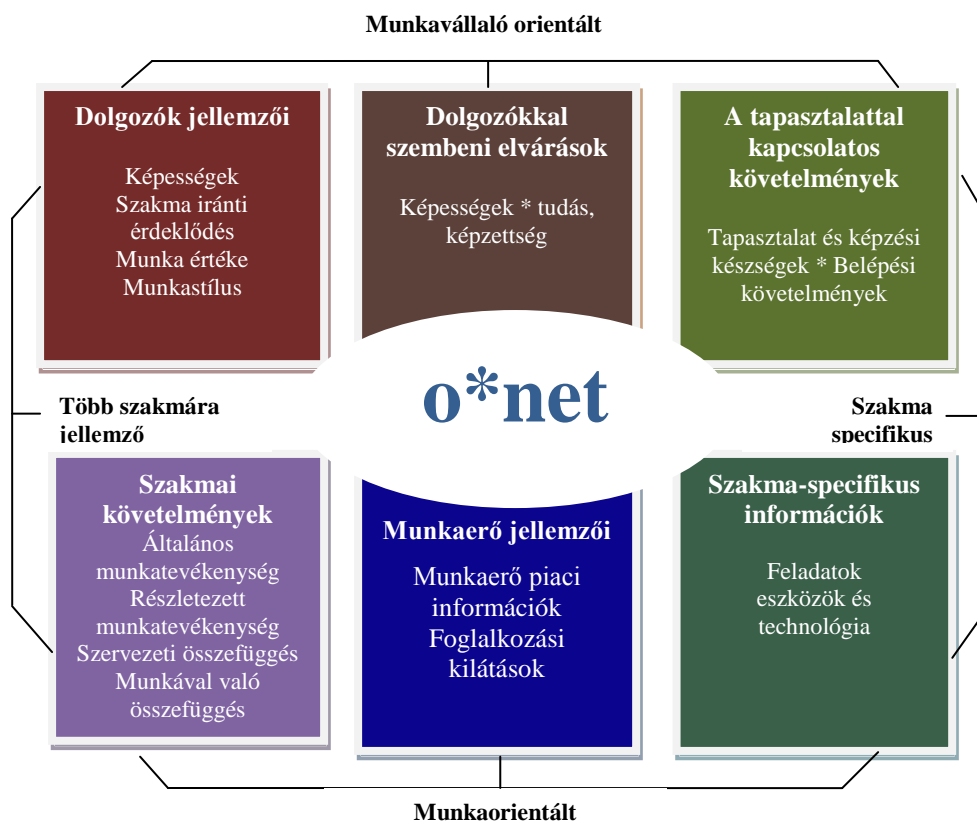 Munkavállaló orientált
Dolgozók jellemzői
Képességek
Szakma iránti
érdeklődés
Munka értéke
Munkastílus
Dolgozókkal
szembeni elvárások
Képességek * tudás,
képzettség
A tapasztalattal
kapcsolatos
követelmények
Tapasztalat és képzési
készségek * Belépési
követelmények
o*net
Több szakmára
jellemző
Szakma
specifikus
Szakmai
követelmények
Általános
munkatevékenység
Részletezett
munkatevékenység
Szervezeti összefüggés
Munkával való
összefüggés
Munkaerő jellemzői
Munkaerő piaci
információk
Foglalkozási
kilátások
Szakma-specifikus
információk
Feladatok
eszközök és
technológia
Munkaorientált